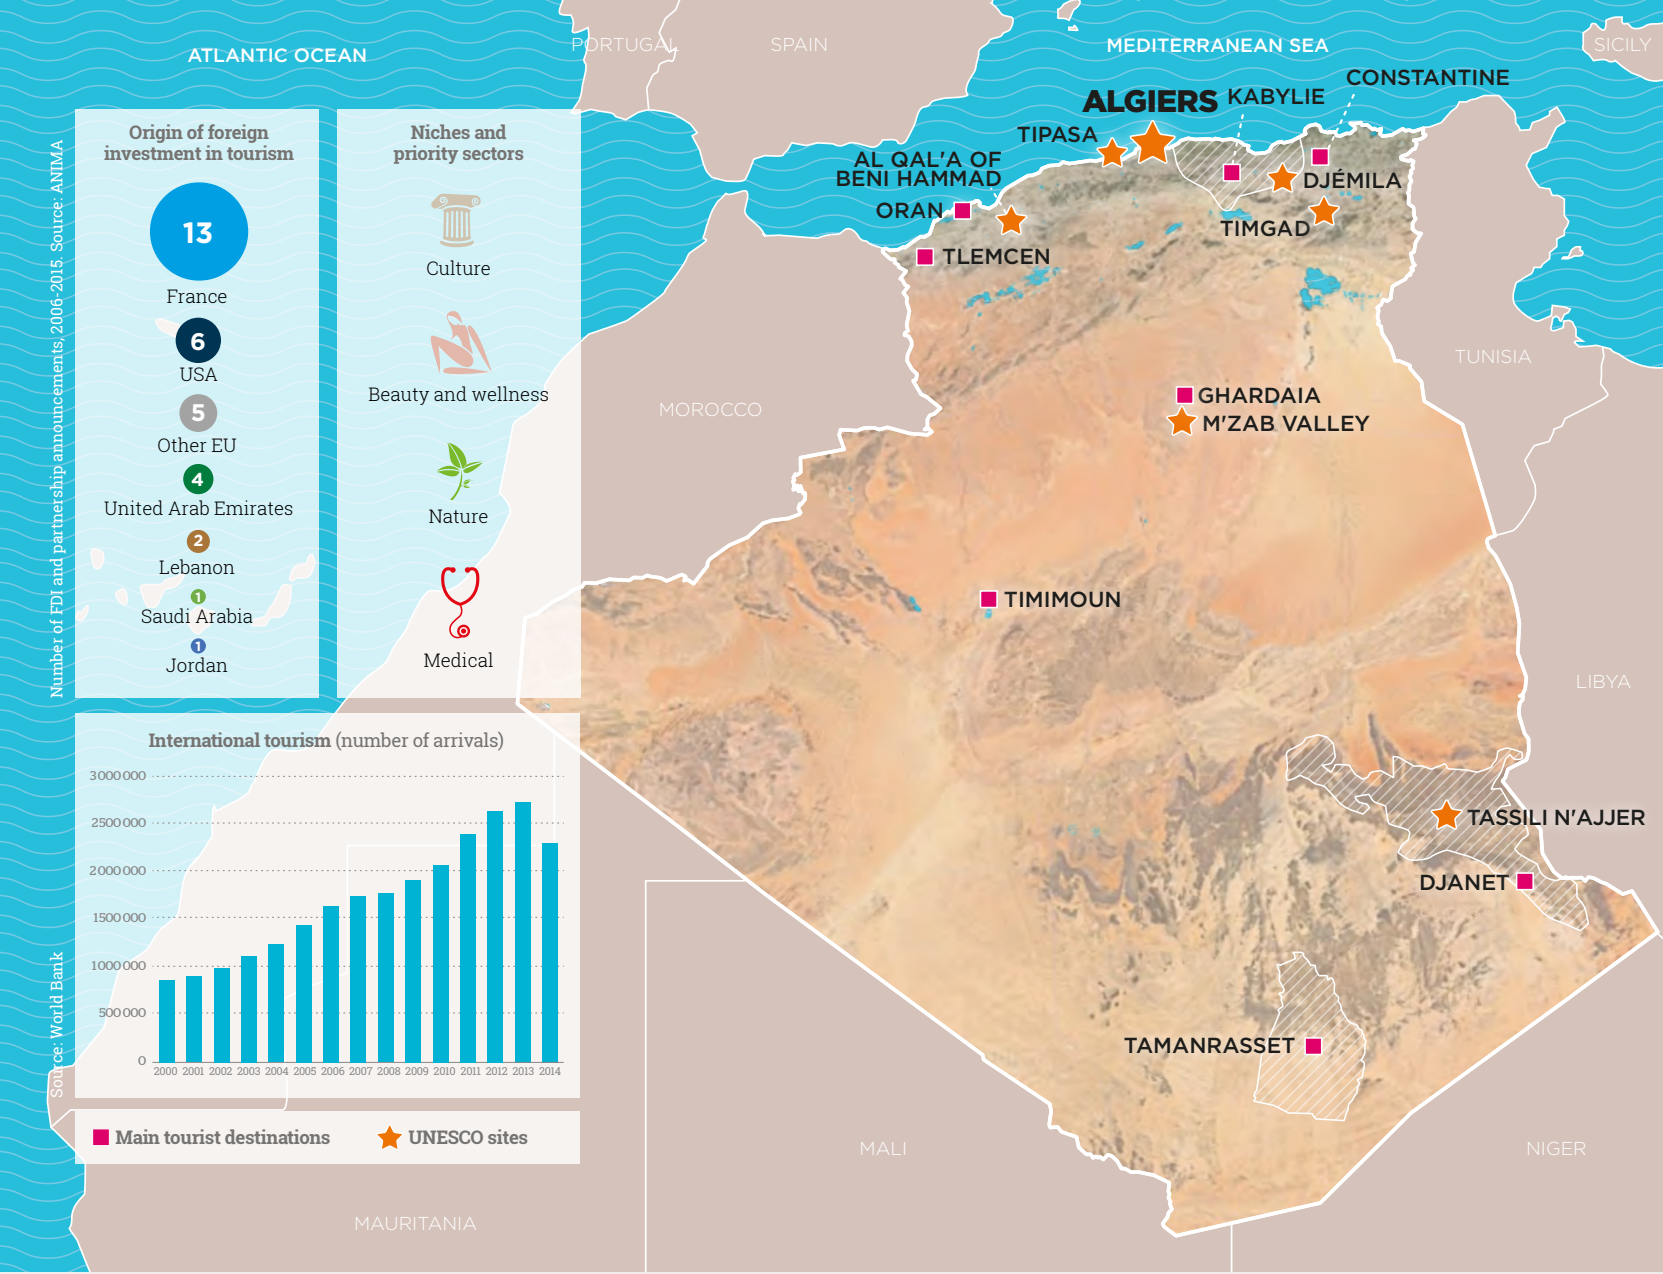 ATLANTIC OCEAN
PORTUGAL
SPAIN
MEDITERRANEAN SEA
SICILY
CONSTANTINE
ALGIERS
KABYLIE
TIPASA
AL QAL'A OF
BENI HAMMAD
DJÉMILA
ORAN
TIMGAD
TLEMCEN
TUNISIA
MOROCCO
GHARDAIA
M'ZAB VALLEY
TIMIMOUN
LIBYA
TASSILI N'AJJER
DJANET
TAMANRASSET
MALI
NIGER
MAURITANIA
Number of FDI and partnership announcements, 2006-2015. Source: ANIMA
Origin of foreign
investment in tourism
13
France
6
USA
5
Other EU
4
United Arab Emirates
2
Lebanon
1
Saudi Arabia
1
Jordan
Niches and
priority sectors
Culture
Beauty and wellness
Nature
Medical
Source: World Bank
International tourism (number of arrivals)
3000000
2500000
2000000
1500000
1000000
500000
0
2000 2001 2002 2003 2004 2005 2006 2007 2008 2009 2010 2011 2012 2013 2014
Main tourist destinations
UNESCO sites